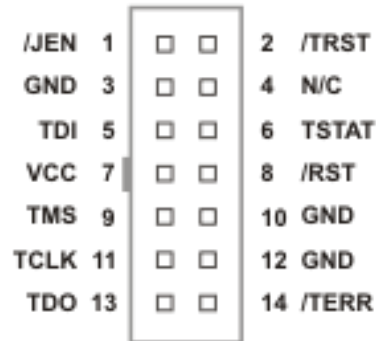 /JEN 1 2 /TRST
GND 3 4 N/C
TDI 5 6 TSTAT
VCC 7 8 /RST
TMS 9 10 GND
TCLK 11 12 GND
TDO 13 14 /TERR